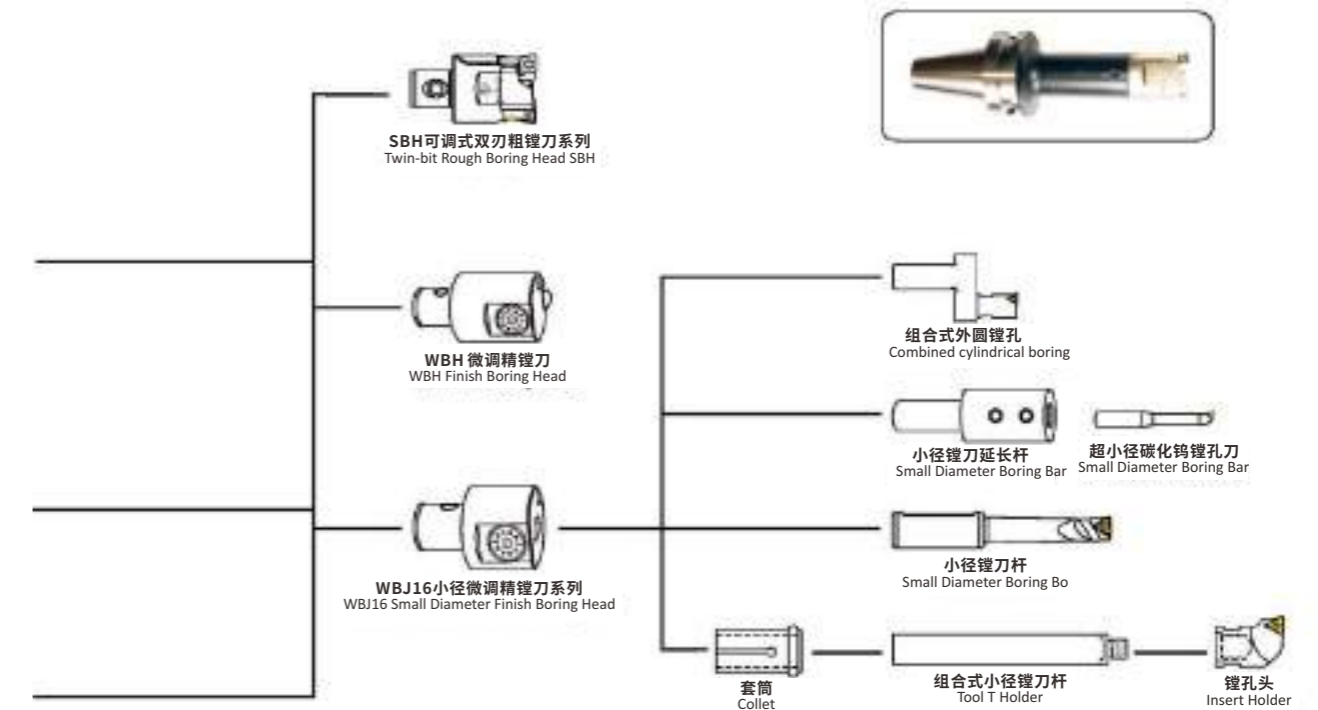 SBH可调式双刃粗镗刀系列
Twin-bit Rough Boring Head SBH
WBH 微调精镗刀
WBH Finish Boring Head
组合式外圆镗孔
Combined cylindrical boring
小径镗刀延长杆
Small Diameter Boring Bar
超小径碳化钨镗孔刀
Small Diameter Boring Bar
小径镗刀杆
Small Diameter Boring Bo
WBJ16小径微调精镗刀系列
WBJ16 Small Diameter Finish Boring Head
套筒
Collet
组合式小径镗刀杆
Tool T Holder
镗孔头
Insert Holder